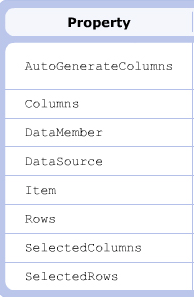 Property
AutoGenerateColumns
Columns
DataMember
DataSource
Item
Rows
SelectedColumns
SelectedRows